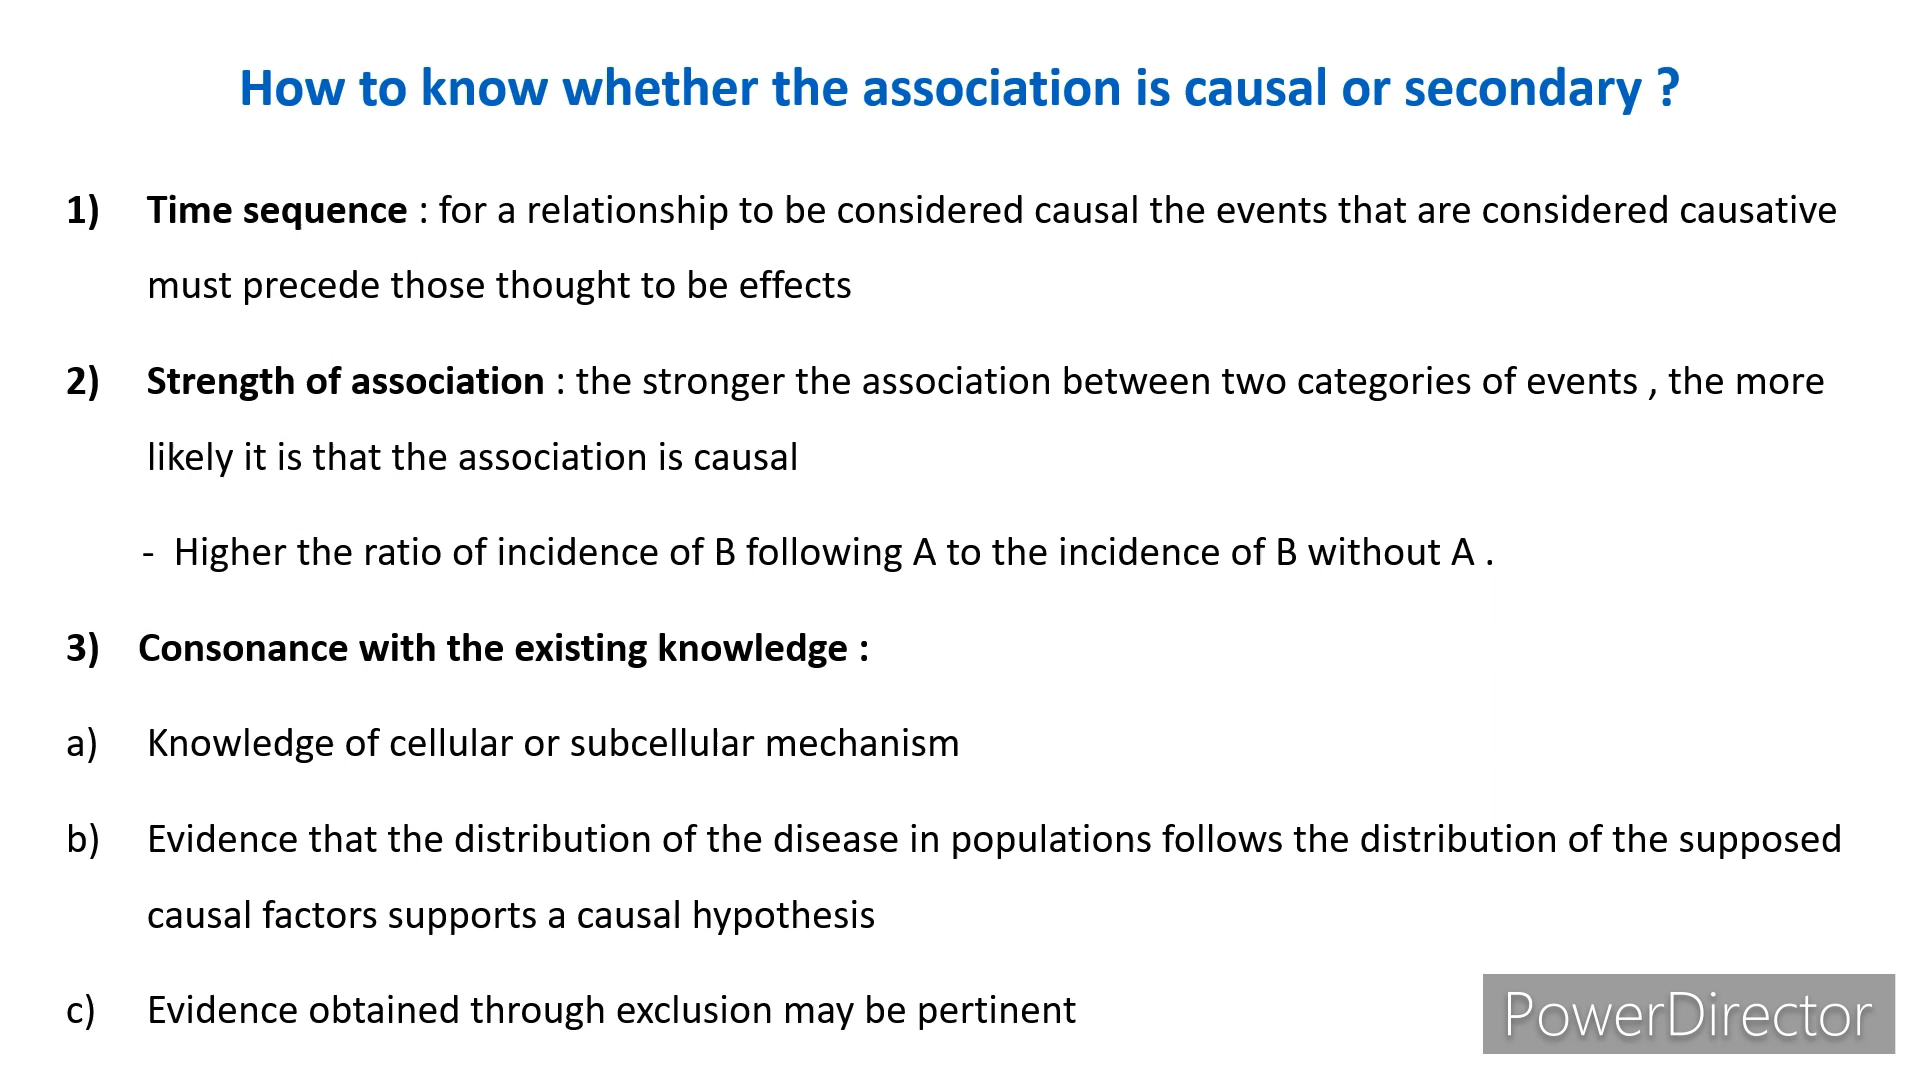 How to know whether the association is causal or secondary ?
1) Time sequence : for a relationship to be considered causal the events that are considered causative
must precede those thought to be effects
2) Strength of association : the stronger the association between two categories of events , the more
likely it is that the association is causal
- Higher the ratio of incidence of B following A to the incidence of B without A .
3) Consonance with the existing knowledge :
a) Knowledge of cellular or subcellular mechanism
b) Evidence that the distribution of the disease in populations follows the distribution of the supposed
causal factors supports a causal hypothesis
c) Evidence obtained through exclusion may be pertinent
PowerDirector